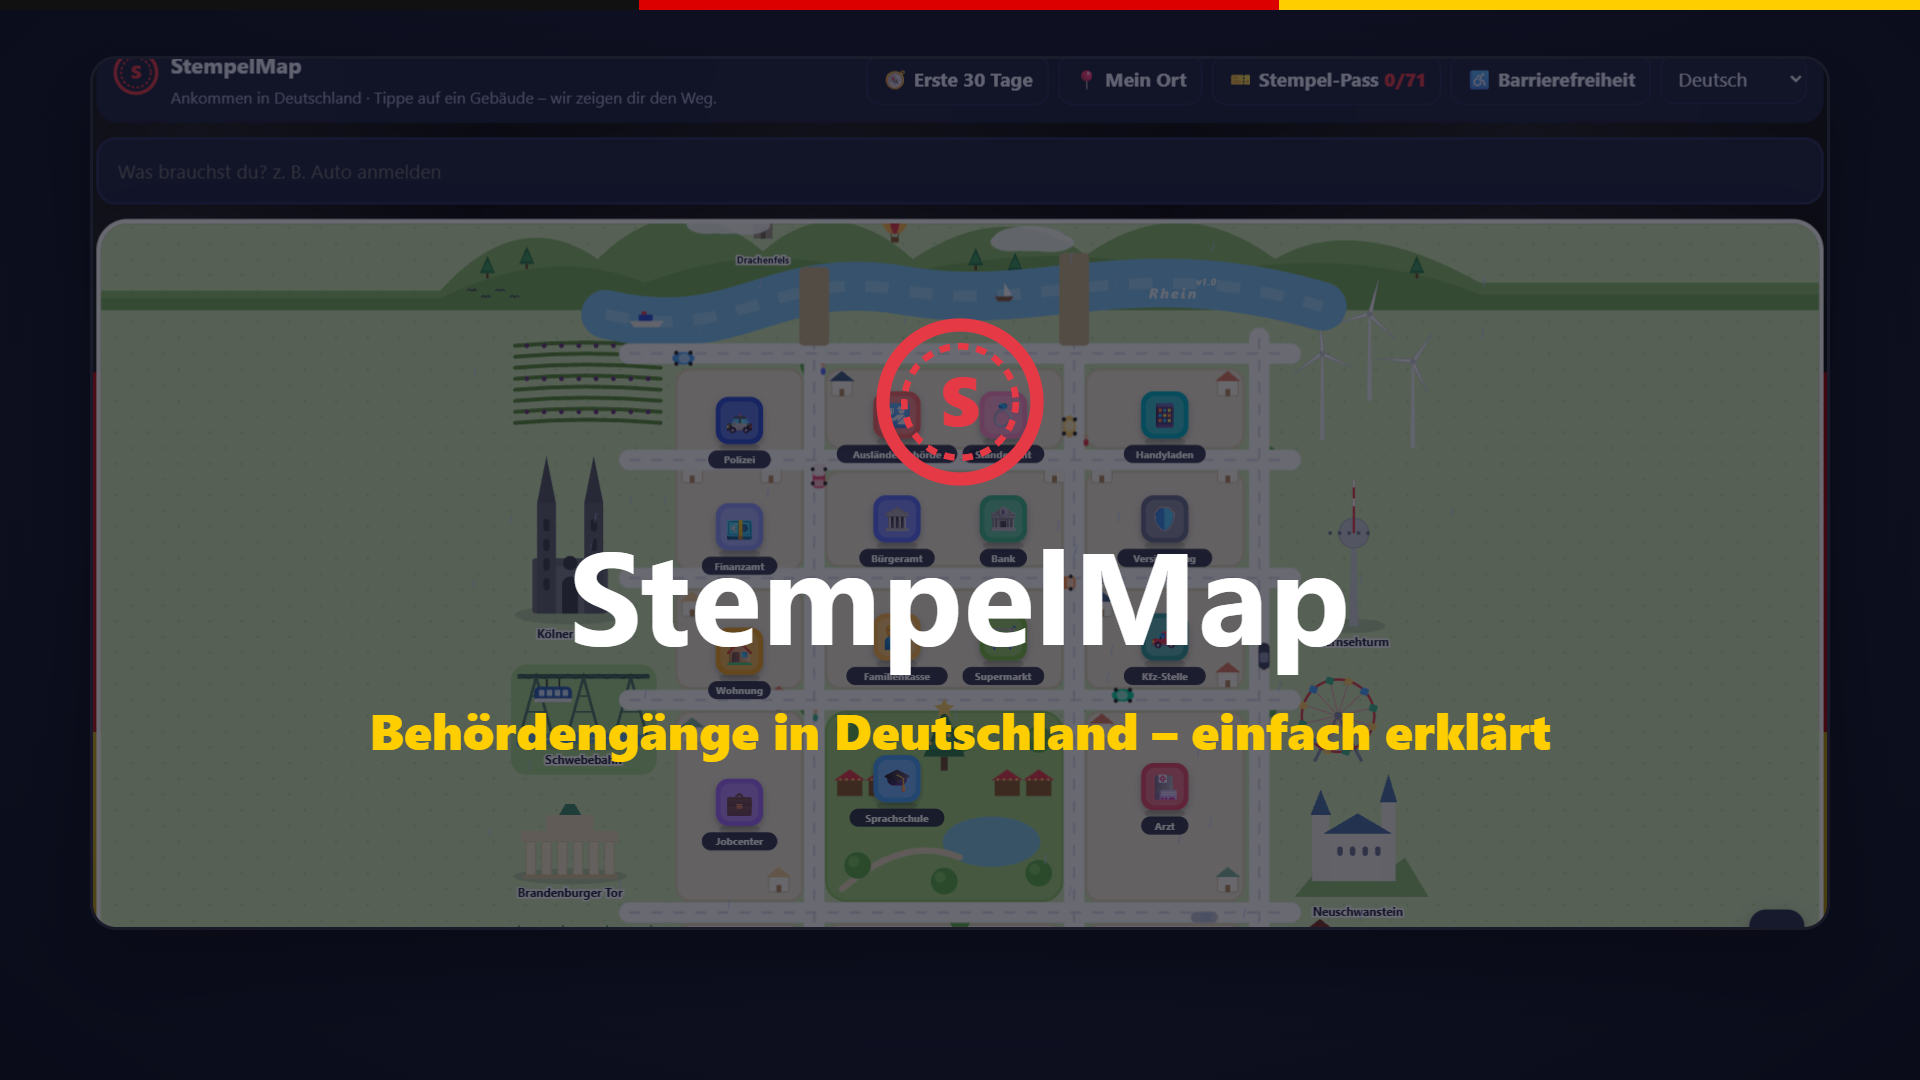 StempelMap
Ankommen in Deutschland · Tippe auf ein Gebäude – wir zeigen dir den Weg.
Erste 30 Tage
Mein Ort
Stempel-Pass 0/71
Barrierefreiheit
Deutsch
Was brauchst du? z. B. Auto anmelden
Drachenfels
Rhein v1.0
S
Polizei
Handyladen
Finanzamt
Bürgeramt
Bank
StempelMap
Wohnung
Familienkasse
Supermarkt
Kfz-Stelle
Behördengänge in Deutschland – einfach erklärt
Schwebebahn
Sprachschule
Arzt
Jobcenter
Brandenburger Tor
Neuschwanstein